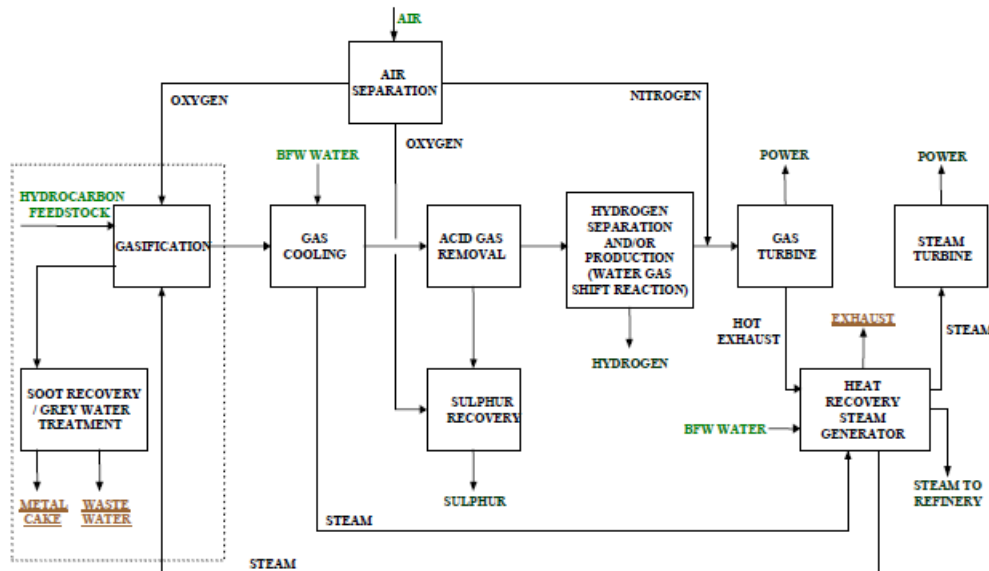 AIR
AIR
SEPARATION
OXYGEN
NITROGEN
OXYGEN
BFW WATER
POWER
POWER
HYDROCARBON
FEEDSTOCK
GASIFICATION
GAS
COOLING
ACID GAS
REMOVAL
HYDROGEN
SEPARATION
AND/OR
PRODUCTION
(WATER GAS
SHIFT REACTION)
GAS
TURBINE
STEAM
TURBINE
HOT
EXHAUST
EXHAUST
STEAM
HYDROGEN
SOOT RECOVERY
/ GREY WATER
TREATMENT
SULPHUR
RECOVERY
HEAT
RECOVERY
STEAM
GENERATOR
BFW WATER
METAL
CAKE
WASTE
WATER
SULPHUR
STEAM TO
REFINERY
STEAM
STEAM